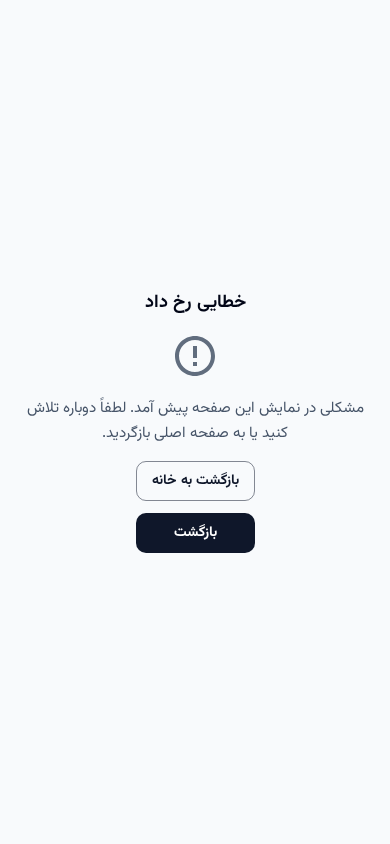 خطایی رخ داد
مشکلی در نمایش این صفحه پیش آمد. لطفاً دوباره تلاش
کنید یا به صفحه اصلی بازگردید.
بازگشت به خانه
بازگشت